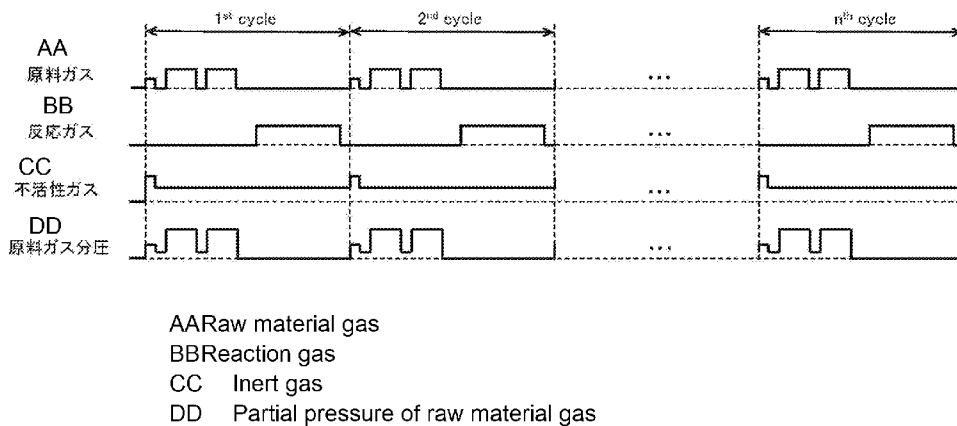 1st cycle 2nd cycle nth cycle
AA
原料ガス
...
BB
反応ガス
...
CC
不活性ガス
...
DD
原料ガス分圧
...
AARaw material gas
BBReaction gas
CC Inert gas
DD Partial pressure of raw material gas